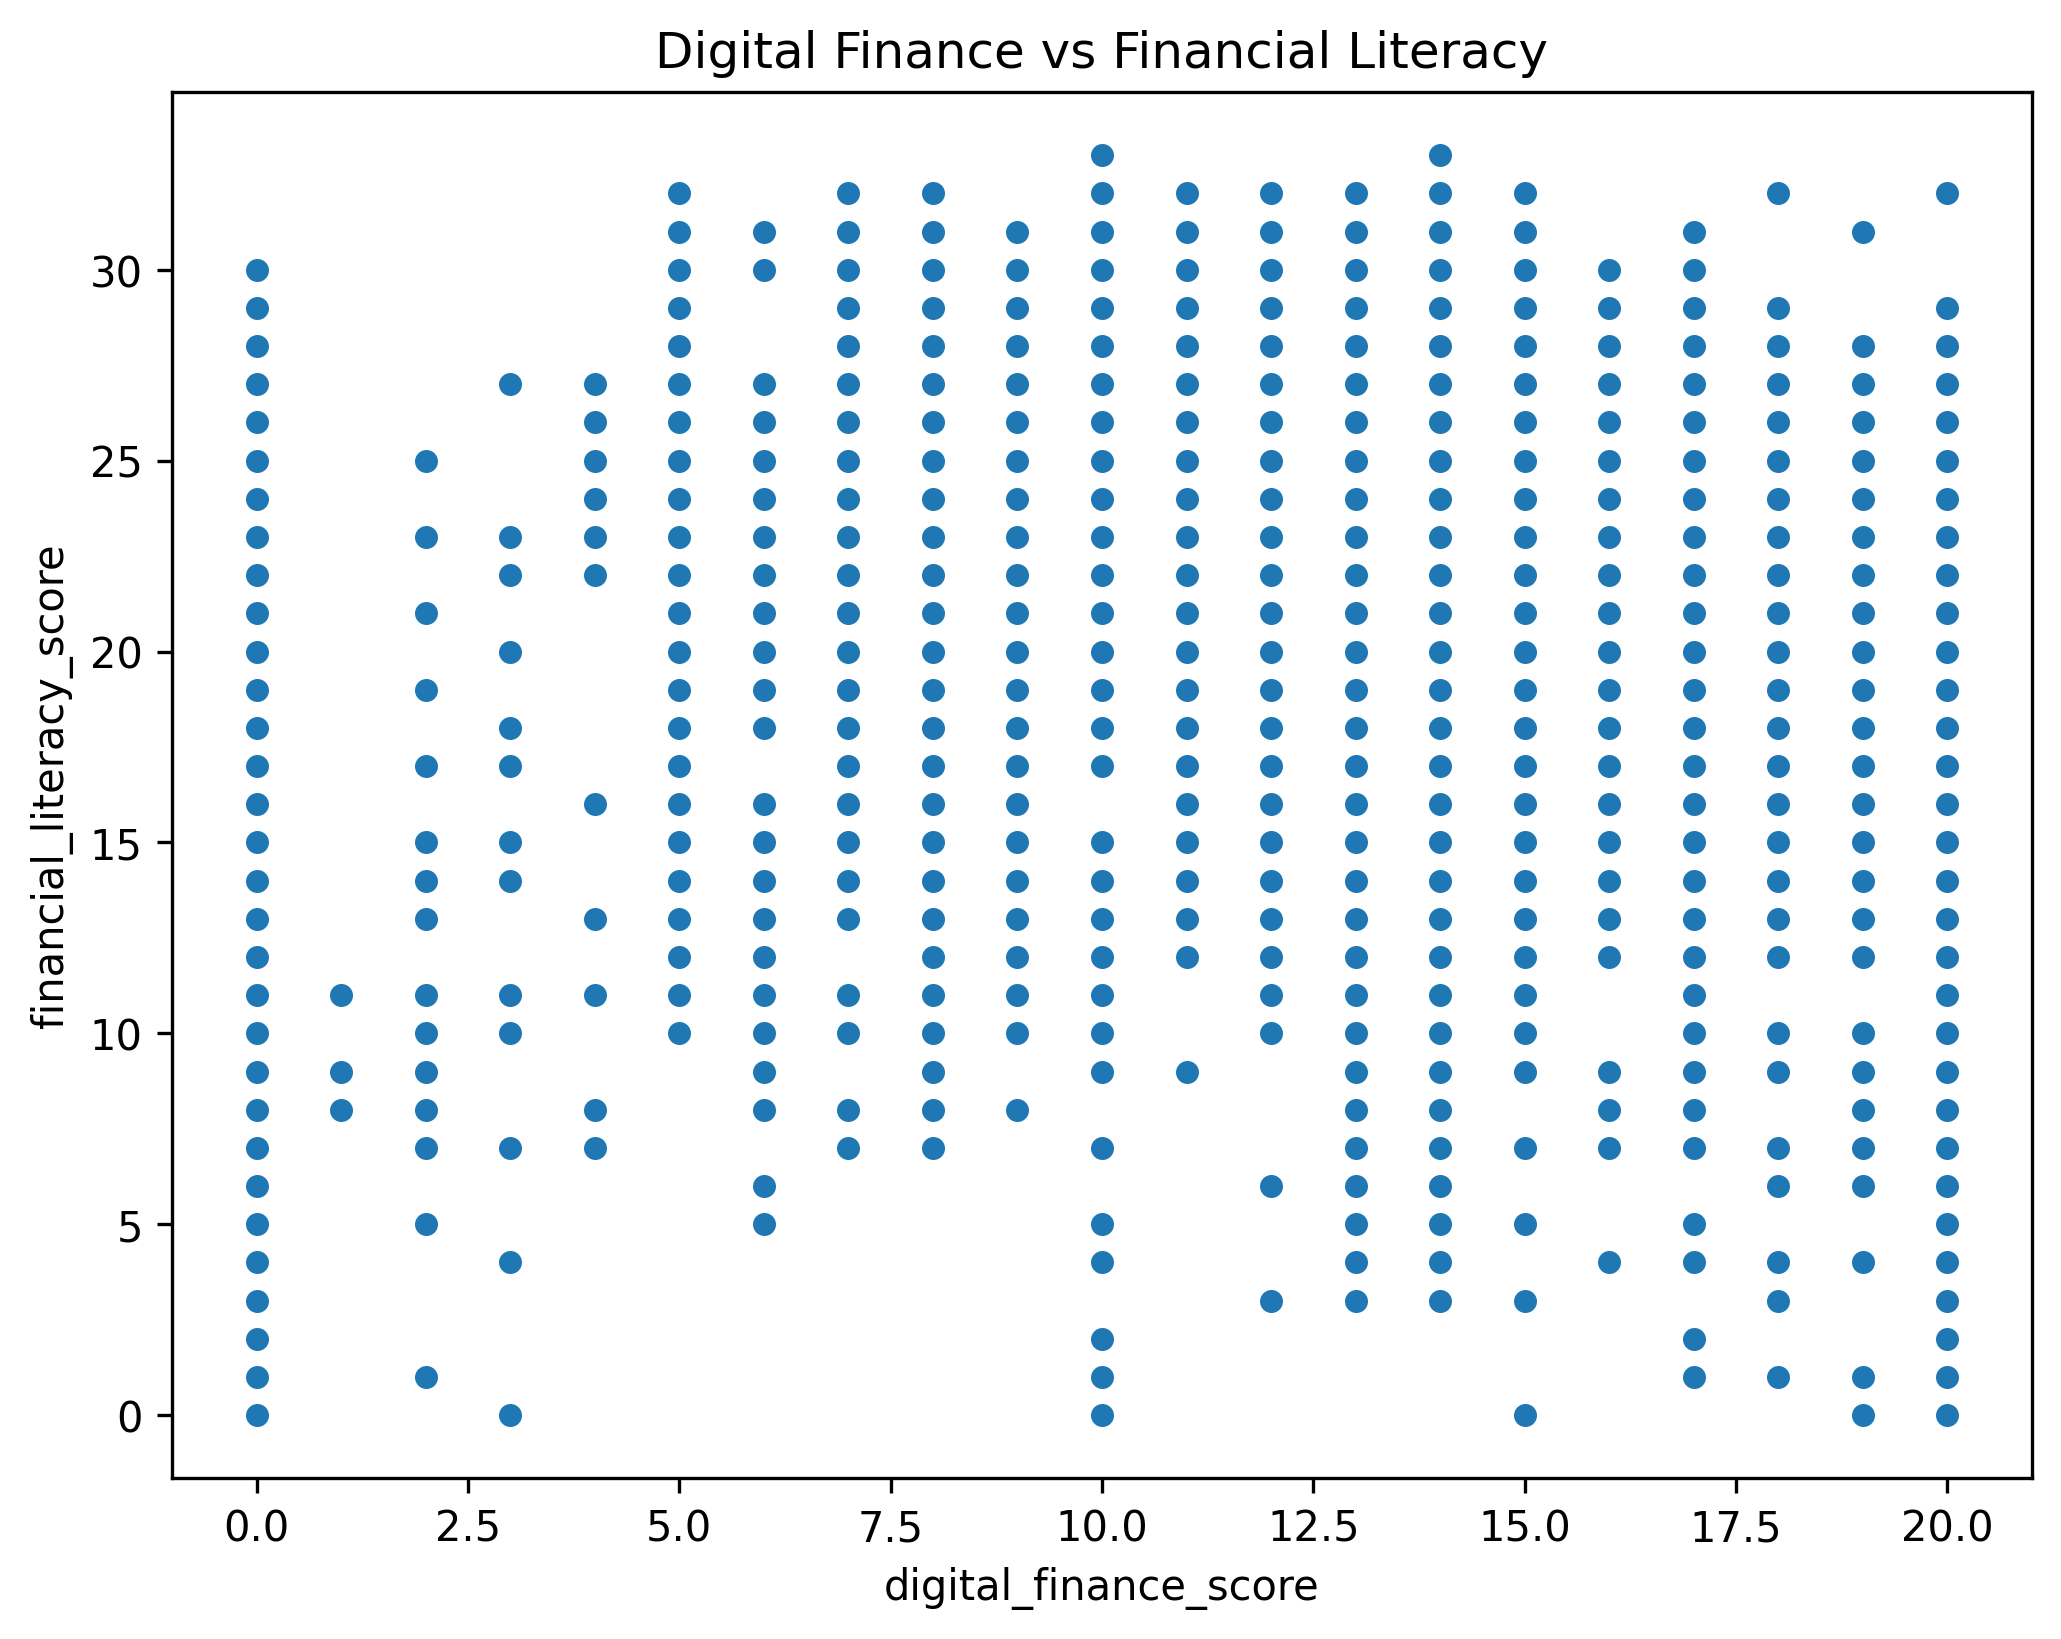 Digital Finance vs Financial Literacy
financial_literacy_score
30
25
20
15
10
5
0
0.0 2.5 5.0 7.5 10.0 12.5 15.0 17.5 20.0
digital_finance_score